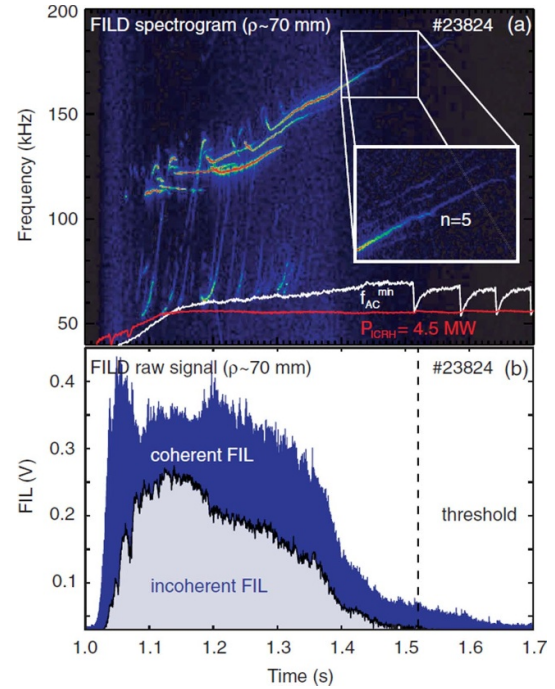 FILD spectrogram (ρ~70 mm) #23824 (a)
200
150
100
50
Frequency (kHz)
n=5
f_AC^mh
P_ICRH = 4.5 MW
FILD raw signal (ρ~70 mm) #23824 (b)
0.4
0.3
0.2
0.1
FIL (V)
coherent FIL
threshold
incoherent FIL
1.0 1.1 1.2 1.3 1.4 1.5 1.6 1.7
Time (s)